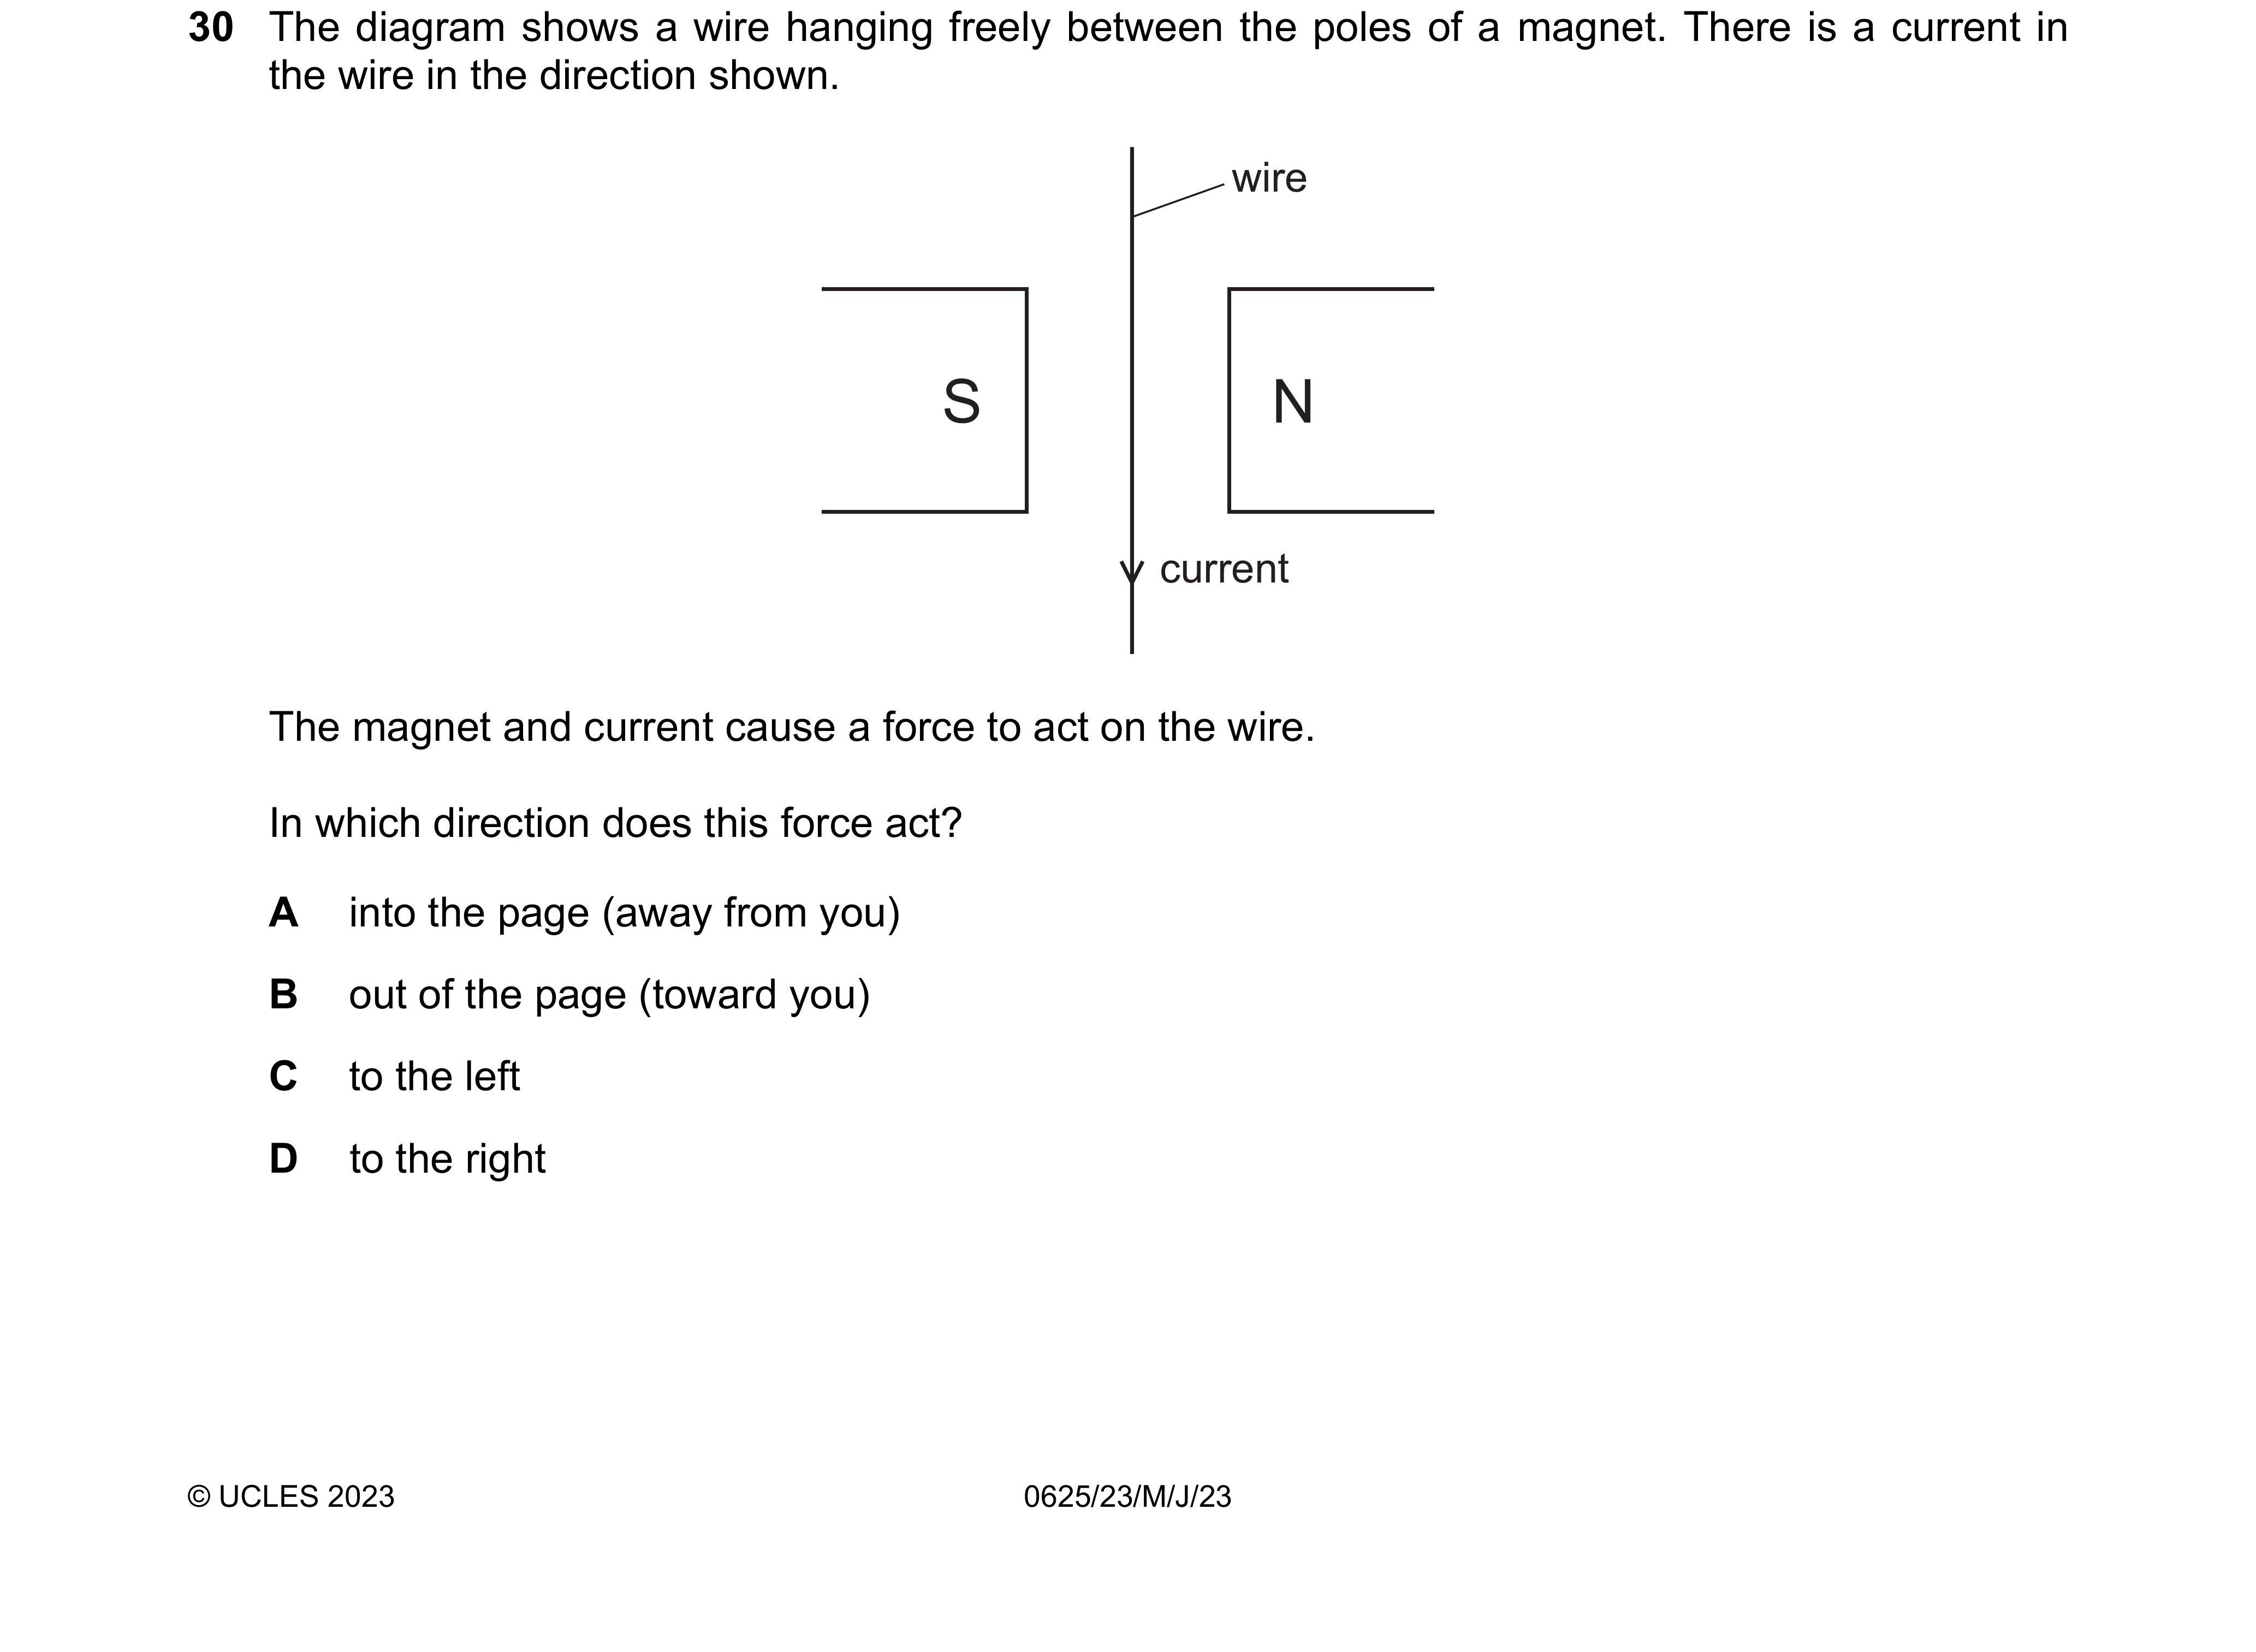 30 The diagram shows a wire hanging freely between the poles of a magnet. There is a current in
the wire in the direction shown.
wire
S N
current
The magnet and current cause a force to act on the wire.
In which direction does this force act?
A into the page (away from you)
B out of the page (toward you)
C to the left
D to the right
© UCLES 2023 0625/23/M/J/23